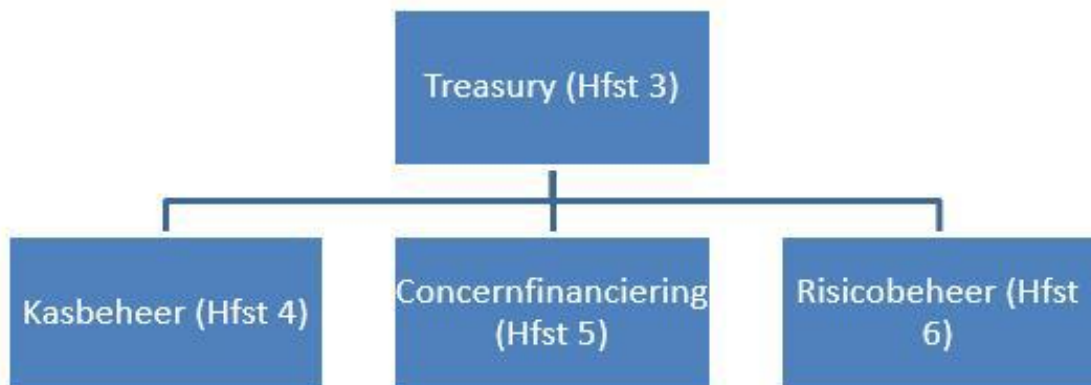 Treasury (Hfst 3)
Kasbeheer (Hfst 4)
Concernfinanciering
(Hfst 5)
Risicobeheer (Hfst
6)